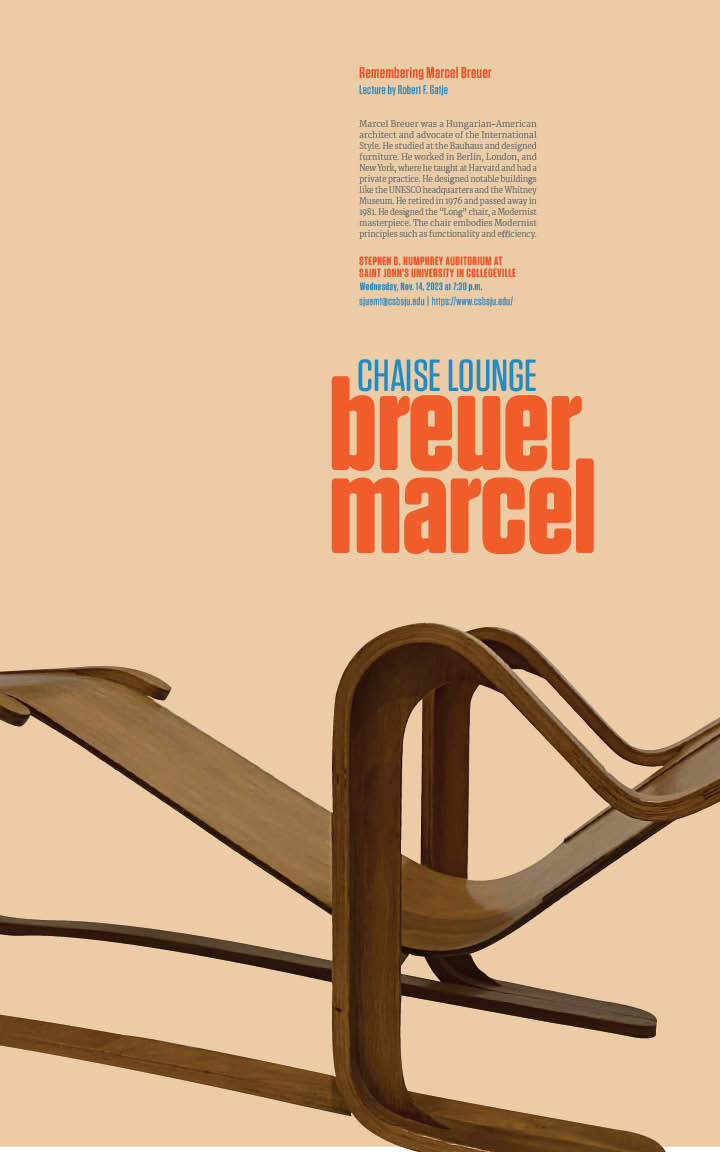 Remembering Marcel Breuer
Lecture by Robert F. Gatje
Marcel Breuer was a Hungarian–American
architect and advocate of the International
Style. He studied at the Bauhaus and designed
furniture. He worked in Berlin, London, and
New York, where he taught at Harvard and had a
private practice. He designed notable buildings
like the UNESCO headquarters and the Whitney
Museum. He retired in 1976 and passed away in
1981. He designed the “Long” chair, a Modernist
masterpiece. The chair embodies Modernist
principles such as functionality and efficiency.
STEPHEN B. HUMPHREY AUDITORIUM AT
SAINT JOHN'S UNIVERSITY IN COLLEGEVILLE
Wednesday, Nov. 14, 2023 at 7:30 p.m.
sjuemt@csbsju.edu | https://www.csbsju.edu/
CHAISE LOUNGE
breuer
marcel